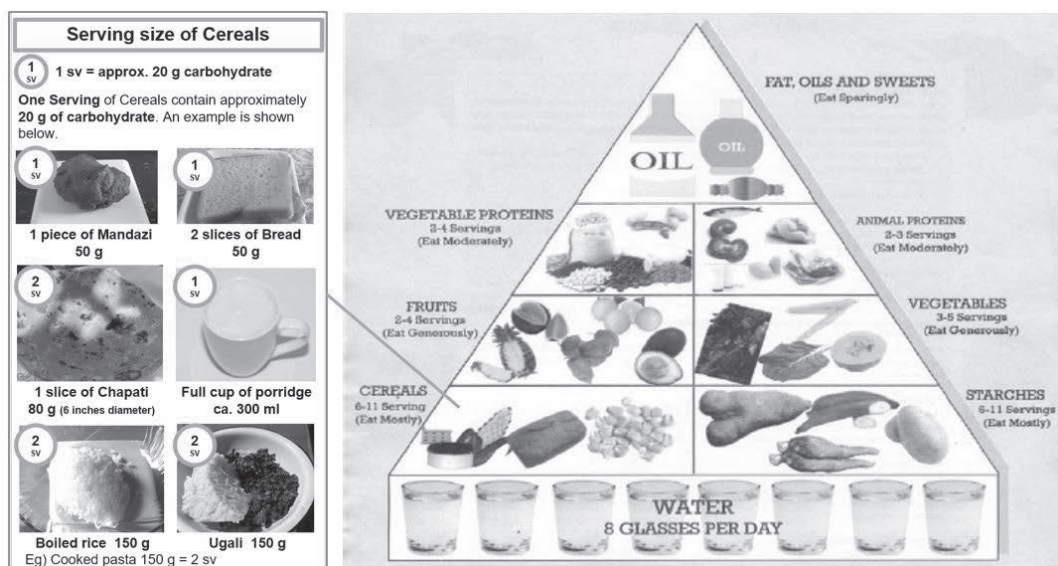 Serving size of Cereals
1
SV
1 sv = approx. 20 g carbohydrate
One Serving of Cereals contain approximately
20 g of carbohydrate. An example is shown
below.
1
SV
1
SV
1 piece of Mandazi
50 g
2 slices of Bread
50 g
2
SV
1
SV
1 slice of Chapati
80 g (6 inches diameter)
Full cup of porridge
ca. 300 ml
2
SV
2
SV
Boiled rice 150 g
Ugali 150 g
Eg) Cooked pasta 150 g = 2 sv
FAT, OILS AND SWEETS
(Eat Sparingly)
OIL
OIL
VEGETABLE PROTEINS
2-4 Servings
(Eat Moderately)
ANIMAL PROTEINS
2-3 Servings
(Eat Moderately)
FRUITS
2-4 Servings
(Eat Generously)
VEGETABLES
3-5 Servings
(Eat Generously)
CEREALS
6-11 Serving
(Eat Mostly)
STARCHES
6-11 Servings
(Eat Mostly)
WATER
8 GLASSES PER DAY